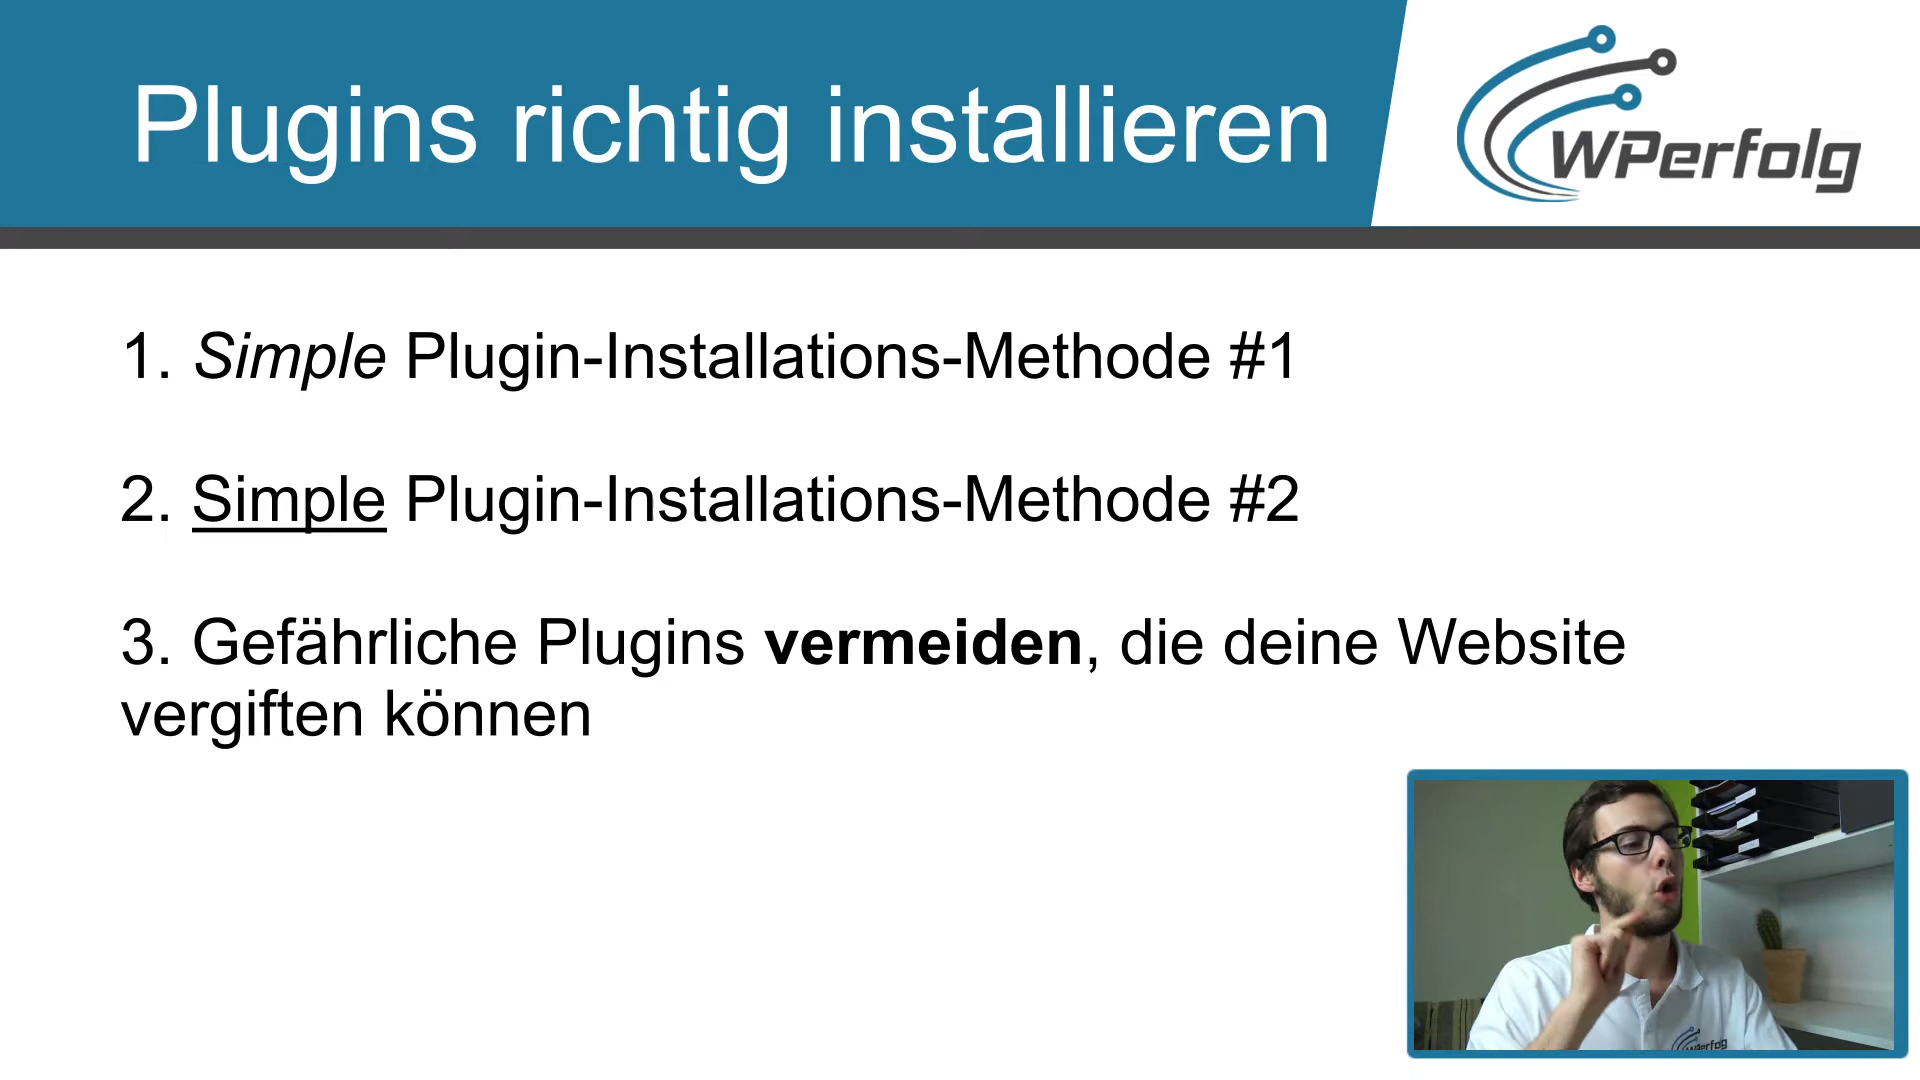 Plugins richtig installieren
WPerfolg
1. Simple Plugin-Installations-Methode #1
2. Simple Plugin-Installations-Methode #2
3. Gefährliche Plugins vermeiden, die deine Website
vergiften können
WPerfolg